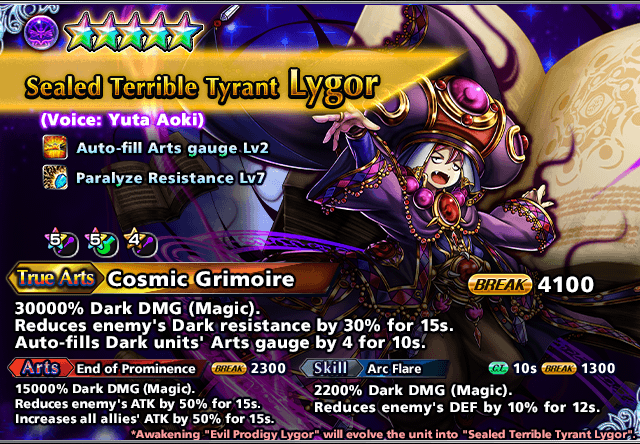 Sealed Terrible Tyrant Lygor
(Voice: Yuta Aoki)
Auto-fill Arts gauge Lv2
Paralyze Resistance Lv7
5 5 4
True Arts Cosmic Grimoire BREAK 4100
30000% Dark DMG (Magic).
Reduces enemy's Dark resistance by 30% for 15s.
Auto-fills Dark units' Arts gauge by 4 for 10s.
Arts End of Prominence BREAK 2300
15000% Dark DMG (Magic).
Reduces enemy's ATK by 50% for 15s.
Increases all allies' ATK by 50% for 15s.
Skill Arc Flare C.T. 10s BREAK 1300
2200% Dark DMG (Magic).
Reduces enemy's DEF by 10% for 12s.
*Awakening "Evil Prodigy Lygor" will evolve the unit into "Sealed Terrible Tyrant Lygor".